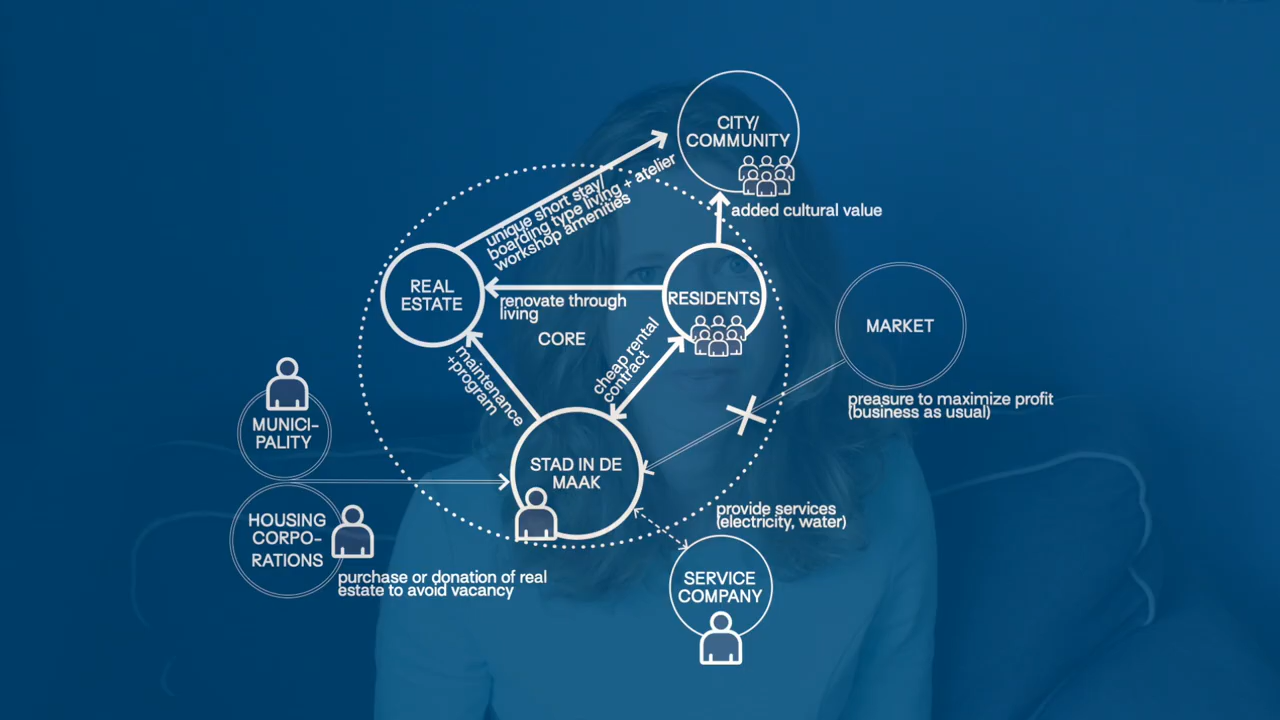 CITY/
COMMUNITY
added cultural value
unique short stay/
boarding type living + atelier
workshop amenities
REAL
ESTATE
RESIDENTS
renovate through
living
CORE
MARKET
preasure to maximize profit
(business as usual)
cheap rental
contract
maintenance
+program
MUNICI-
PALITY
STAD IN DE
MAAK
HOUSING
CORPO-
RATIONS
provide services
(electricity, water)
purchase or donation of real
estate to avoid vacancy
SERVICE
COMPANY